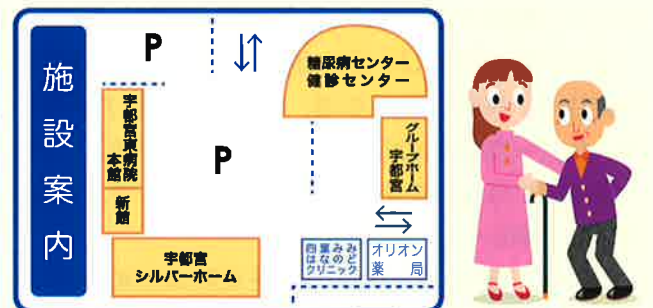 施設案内
P
糖尿病センター
健診センター
宇都宮東病院
本館
P
グループホーム
宇都宮
新館
宇都宮
シルバーホーム
四葉みみ
はなのど
クリニック
オリオン
薬局